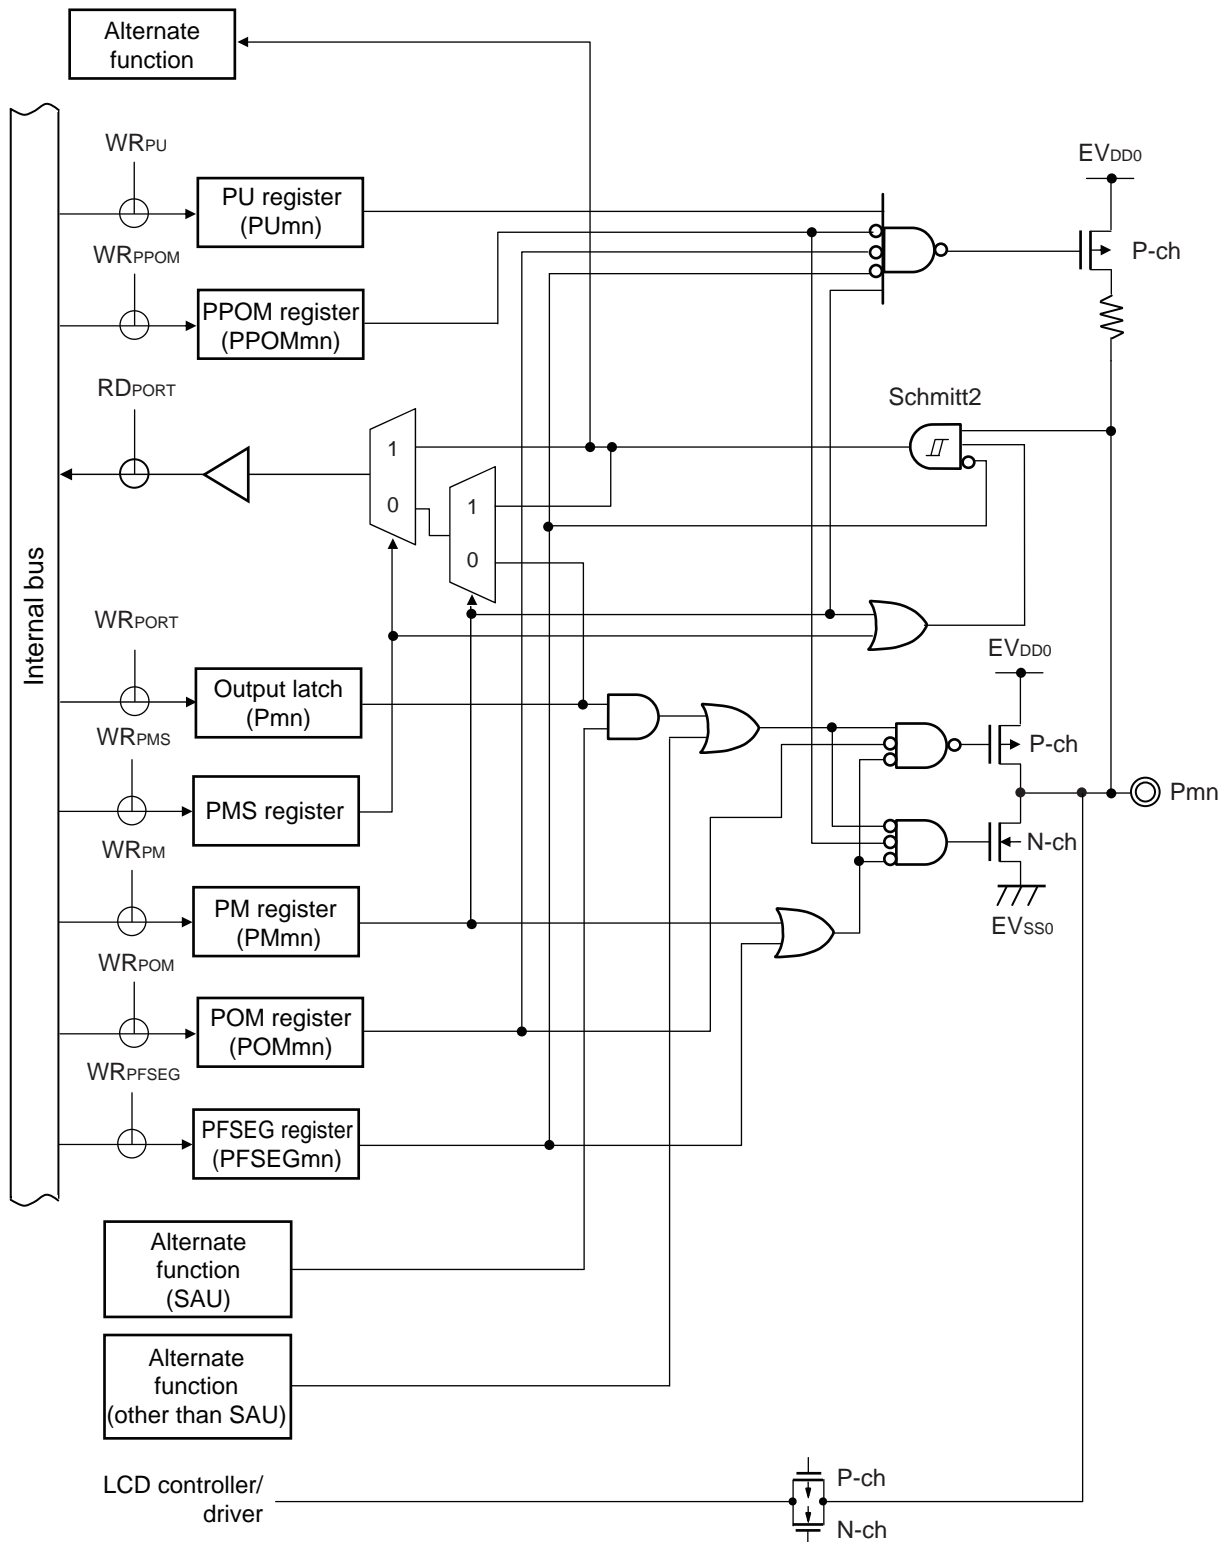 Alternate
function
WRPU
PU register
(PUmn)
WRPPOM
PPOM register
(PPOMmn)
EVDD0
P-ch
RDPORT
Schmitt2
1
0
1
0
Internal bus
WRPORT
Output latch
(Pmn)
EVDD0
P-ch
WRPMS
PMS register
Pmn
N-ch
EVSS0
WRPM
PM register
(PMmn)
WRPOM
POM register
(POMmn)
WRPFSEG
PFSEG register
(PFSEGmn)
Alternate
function
(SAU)
Alternate
function
(other than SAU)
LCD controller/
driver
P-ch
N-ch